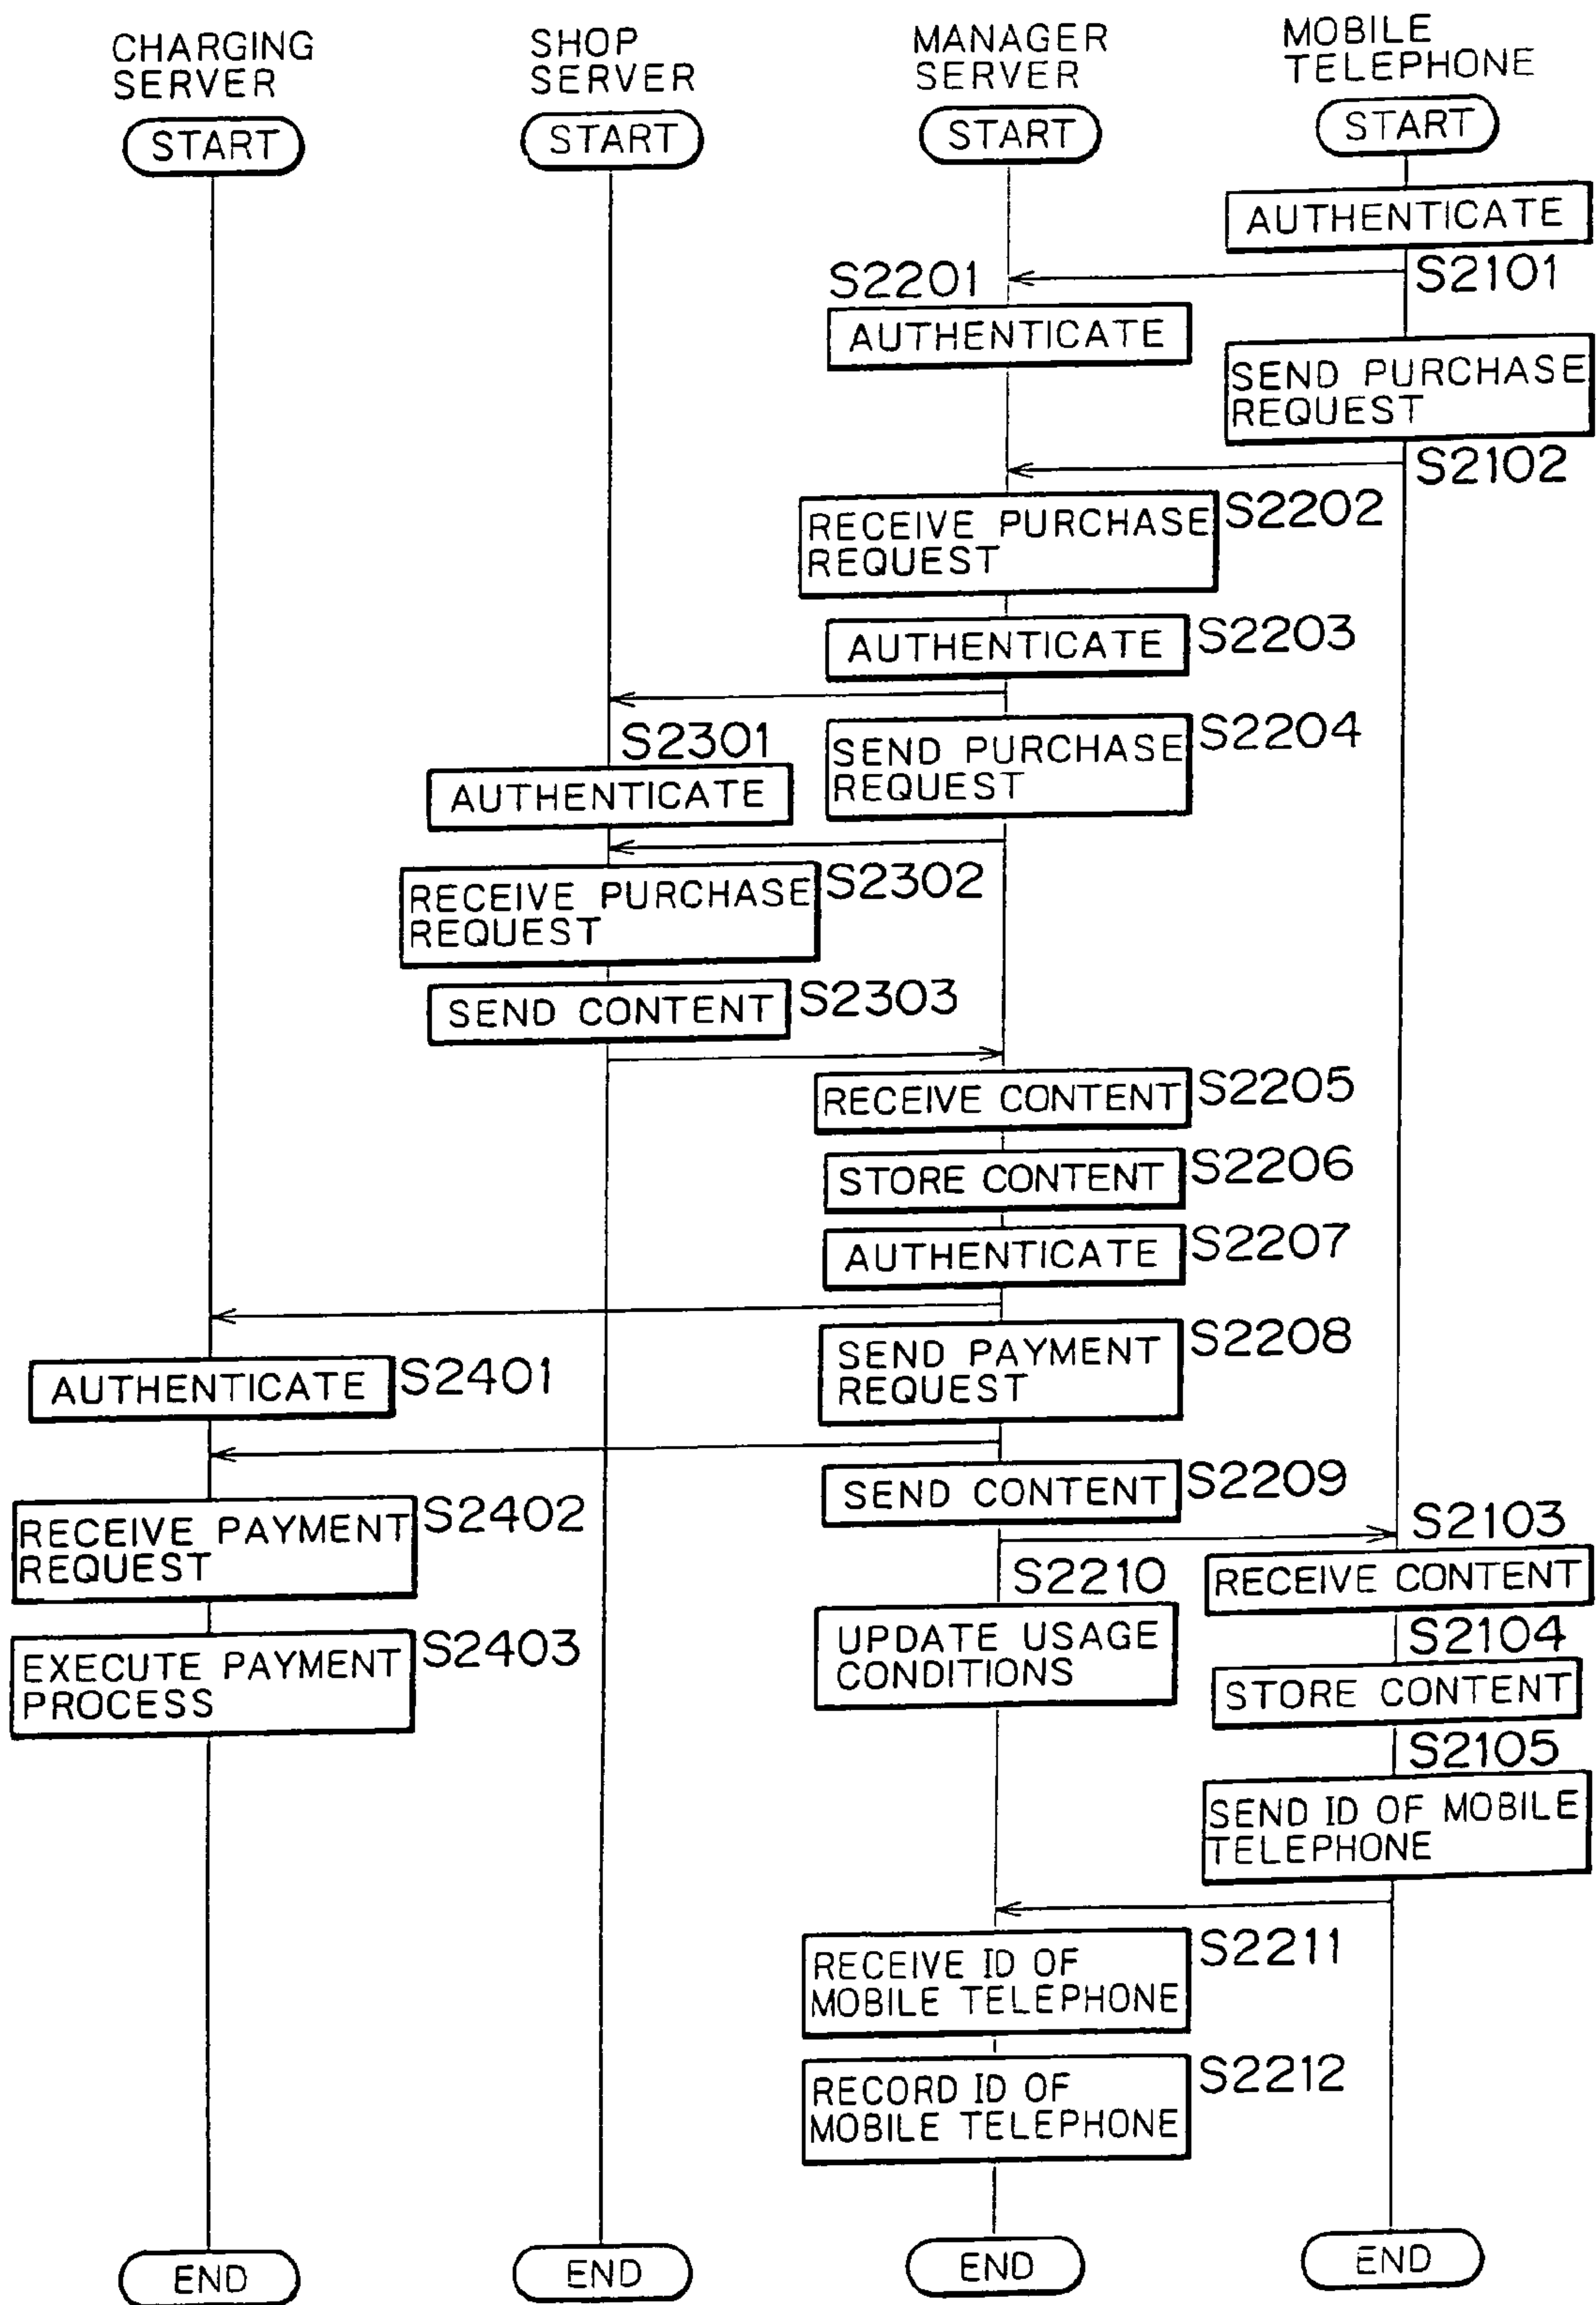 CHARGING
SERVER
SHOP
SERVER
MANAGER
SERVER
MOBILE
TELEPHONE
START
START
START
START
AUTHENTICATE
S2101
S2201
AUTHENTICATE
SEND PURCHASE
REQUEST
S2102
RECEIVE PURCHASE
REQUEST
S2202
AUTHENTICATE
S2203
SEND PURCHASE
REQUEST
S2204
S2301
AUTHENTICATE
RECEIVE PURCHASE
REQUEST
S2302
SEND CONTENT
S2303
RECEIVE CONTENT
S2205
STORE CONTENT
S2206
AUTHENTICATE
S2207
SEND PAYMENT
REQUEST
S2208
AUTHENTICATE
S2401
SEND CONTENT
S2209
RECEIVE PAYMENT
REQUEST
S2402
S2103
RECEIVE CONTENT
S2210
UPDATE USAGE
CONDITIONS
EXECUTE PAYMENT
PROCESS
S2403
S2104
STORE CONTENT
S2105
SEND ID OF MOBILE
TELEPHONE
RECEIVE ID OF
MOBILE TELEPHONE
S2211
RECORD ID OF
MOBILE TELEPHONE
S2212
END
END
END
END